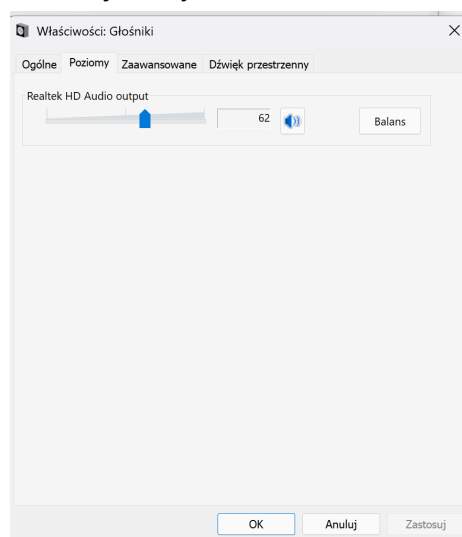 Właściwości: Głośniki
Ogólne Poziomy Zaawansowane Dźwięk przestrzenny
Realtek HD Audio output
62 Balans
OK Anuluj Zastosuj